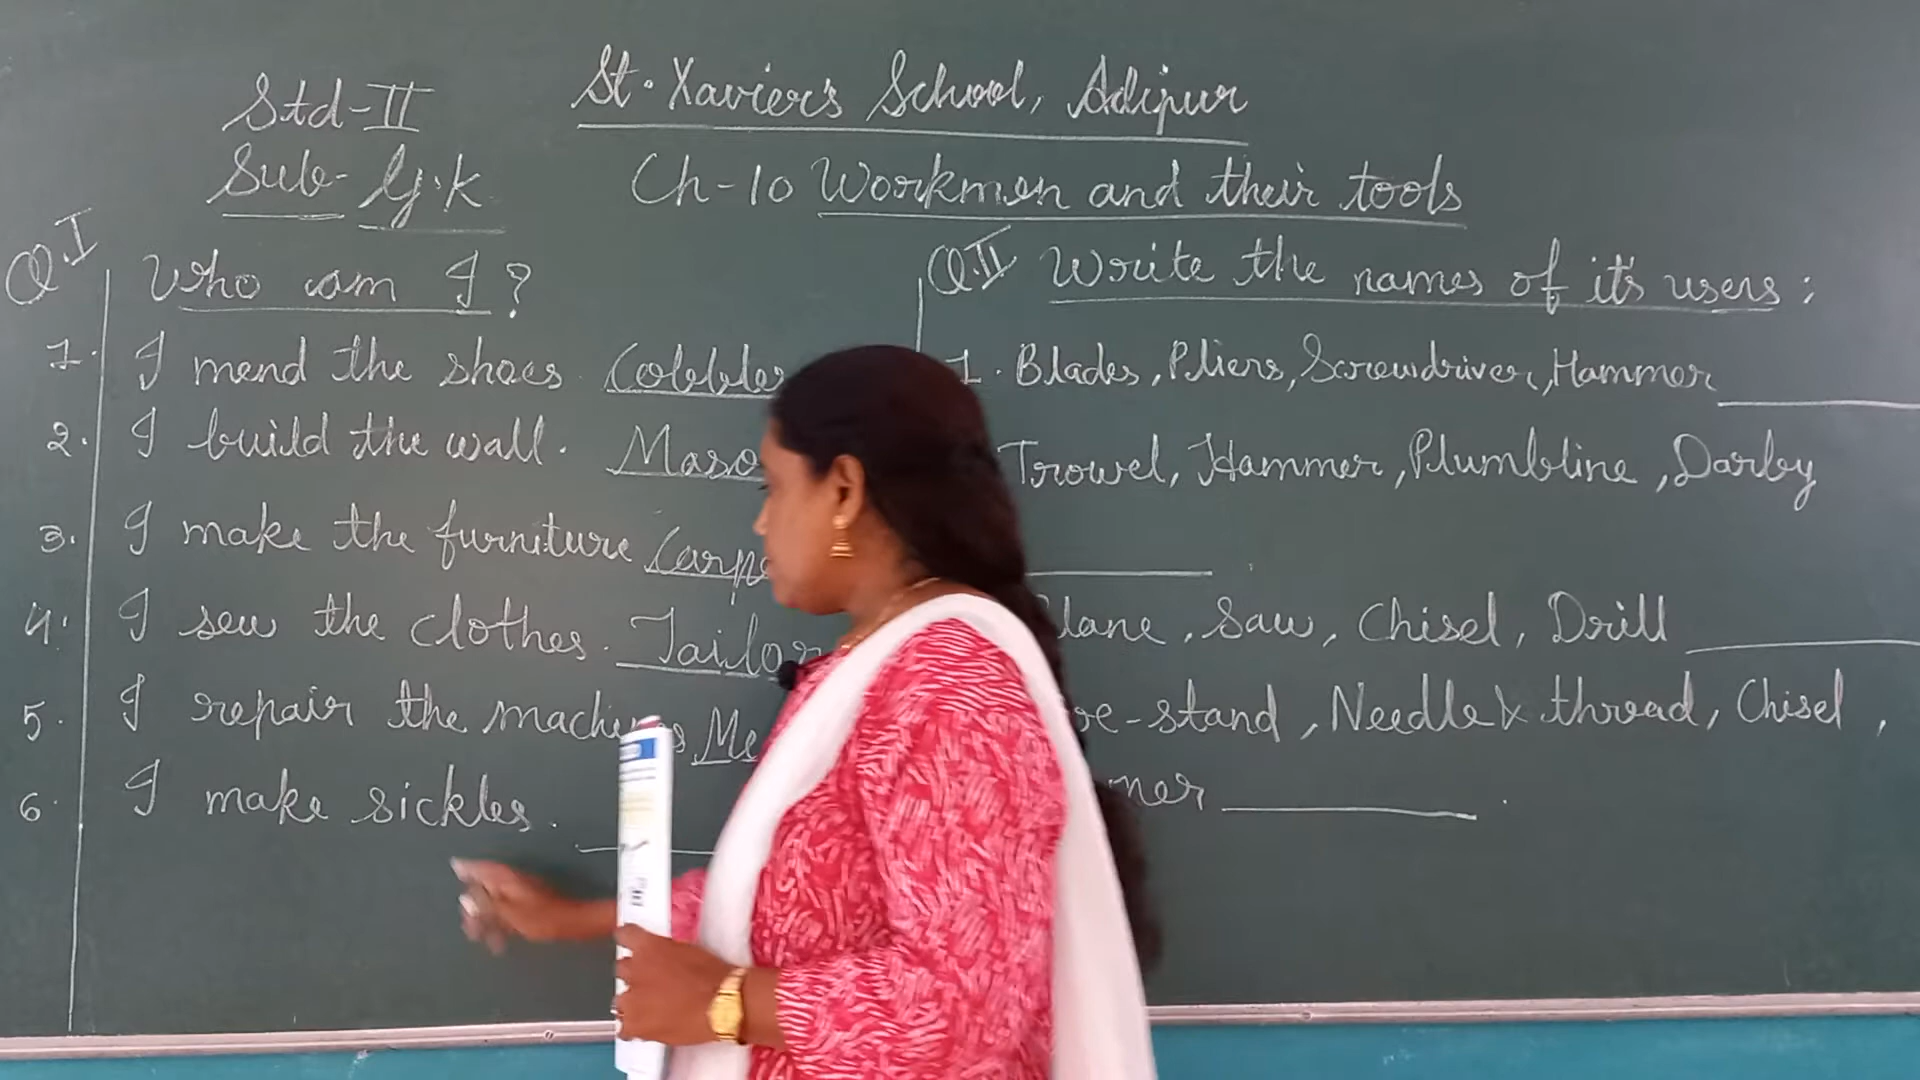 Std-II
St. Xavier's School, Adipur
Sub- G.K
Ch-10 Workmen and their tools
Q.I
Who am I ?
1. I mend the shoes.
2. I build the wall.
3. I make the furniture
4. I sew the clothes. Tailor
5. I repair the
6. I make sickles.
Q.II Write the names of it's users :
1. Blades, Pliers, Screwdriver, Hammer
Trowel, Hammer, Plumbline, Darby
Saw, Chisel, Drill
-stand, Needle & thread, Chisel,